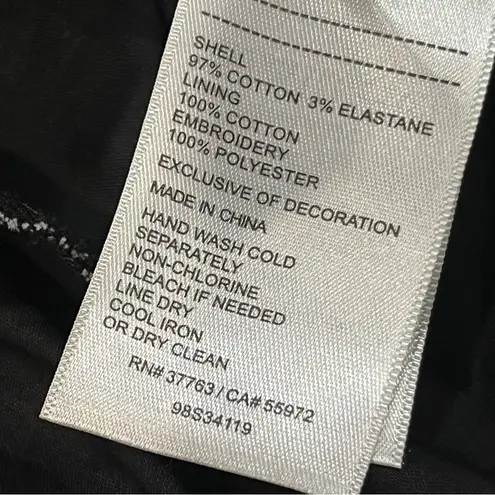 SHELL
97% COTTON 3% ELASTANE
LINING
100% COTTON
EMBROIDERY
100% POLYESTER
EXCLUSIVE OF DECORATION
MADE IN CHINA
HAND WASH COLD
SEPARATELY
NON-CHLORINE
BLEACH IF NEEDED
LINE DRY
COOL IRON
OR DRY CLEAN
RN# 37763 / CA# 55972
98S34119